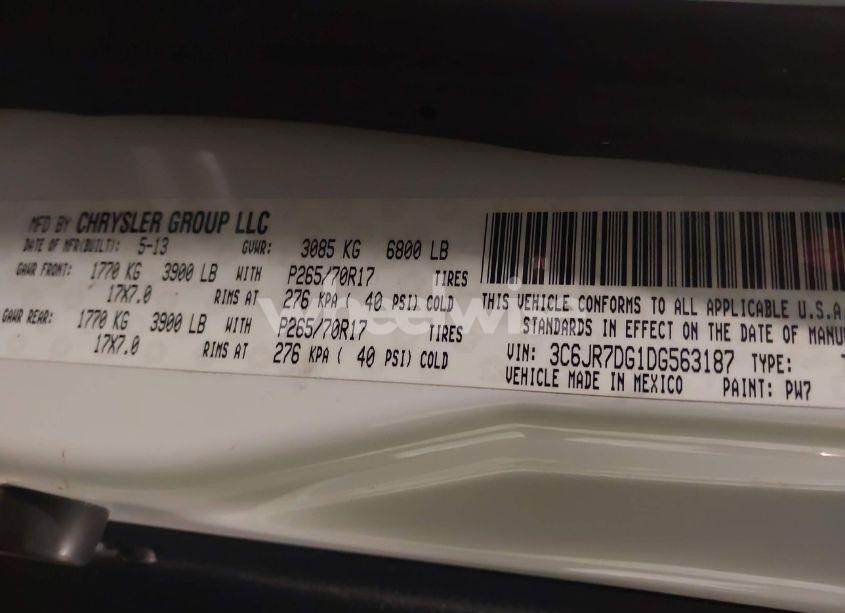 MFD BY CHRYSLER GROUP LLC
DATE OF MFR(BUILT): 5-13 GVWR: 3085 KG 6800 LB
GAWR FRONT: 1770 KG 3900 LB WITH P265/70R17 TIRES
17X7.0 RIMS AT 276 KPA ( 40 PSI) COLD
GAWR REAR: 1770 KG 3900 LB WITH P265/70R17 TIRES
17X7.0 RIMS AT 276 KPA ( 40 PSI) COLD
THIS VEHICLE CONFORMS TO ALL APPLICABLE U.S.A.
STANDARDS IN EFFECT ON THE DATE OF MANU
VIN: 3C6JR7DG1DG563187 TYPE:
VEHICLE MADE IN MEXICO PAINT: PW7